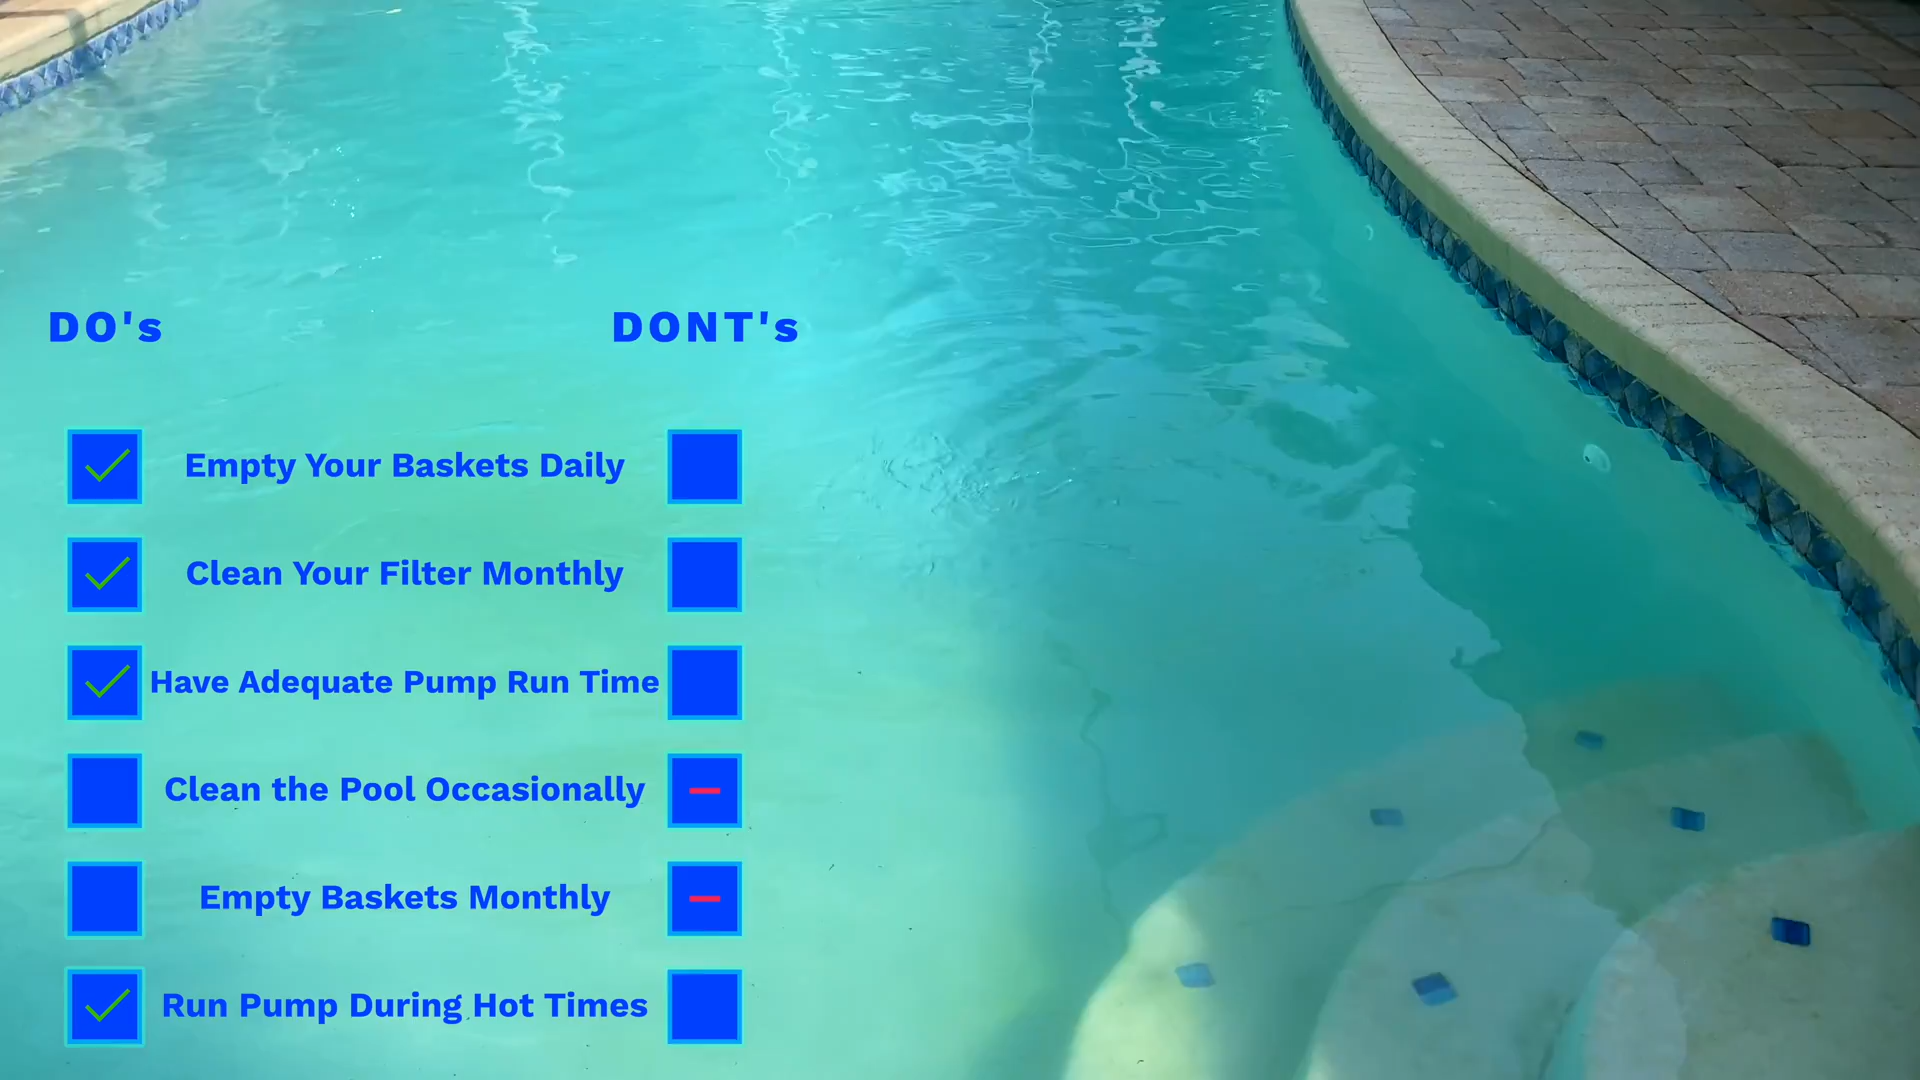 DO's
DONT's
Empty Your Baskets Daily
Clean Your Filter Monthly
Have Adequate Pump Run Time
Clean the Pool Occasionally
Empty Baskets Monthly
Run Pump During Hot Times